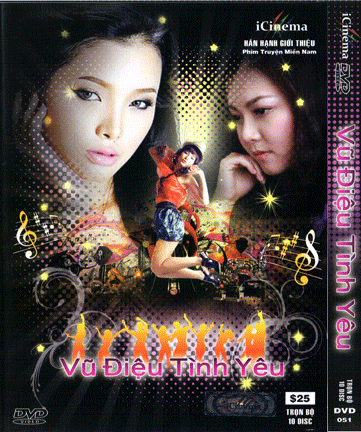 iCinema
HÂN HẠNH GIỚI THIỆU
Phim Truyện Miền Nam
Vũ Điệu Tình Yêu
DVD
VIDEO
$25
TRỌN BỘ
10 DISC
iCinema
DVD
Vũ Điệu Tình Yêu
TRỌN BỘ
10 DISC
DVD
051